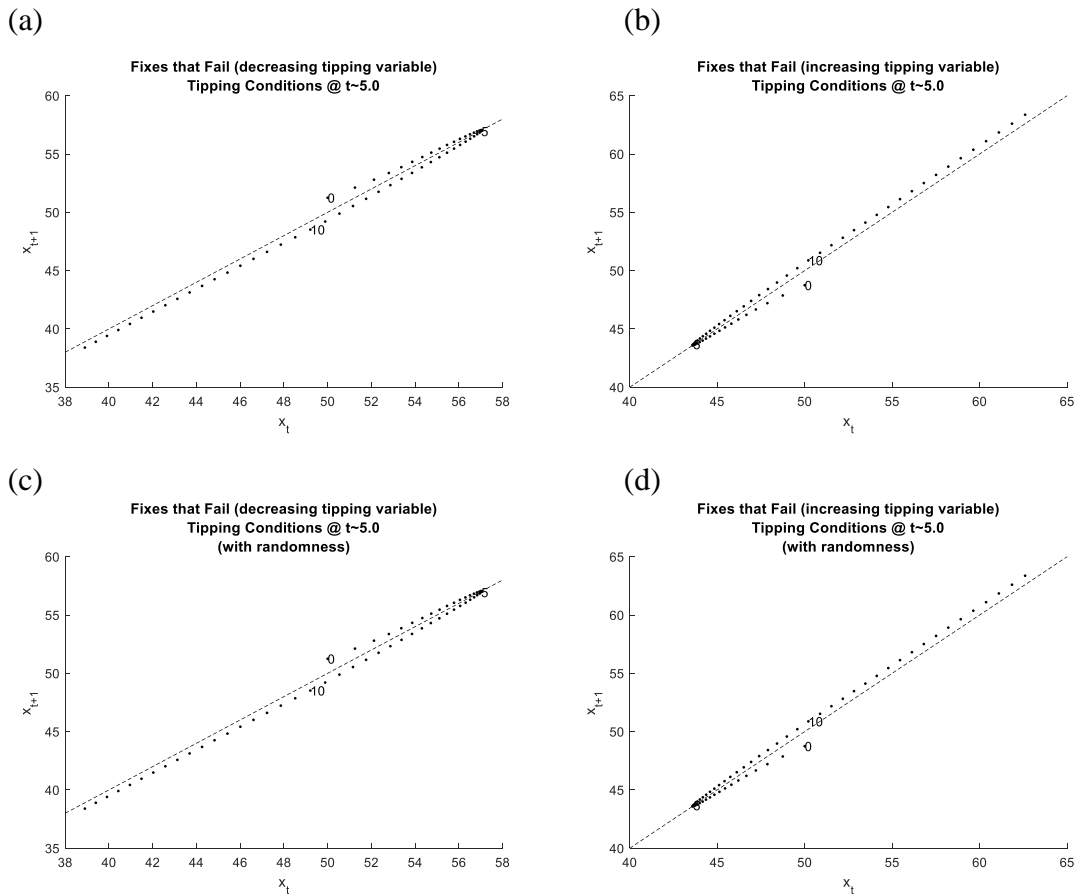 (a)
Fixes that Fail (decreasing tipping variable)
Tipping Conditions @ t~5.0
60
55
50
45
40
35
x_{t+1}
5
0
10
38 40 42 44 46 48 50 52 54 56 58
x_t
(b)
Fixes that Fail (increasing tipping variable)
Tipping Conditions @ t~5.0
65
60
55
50
45
40
x_{t+1}
10
0
5
40 45 50 55 60 65
x_t
(c)
Fixes that Fail (decreasing tipping variable)
Tipping Conditions @ t~5.0
(with randomness)
60
55
50
45
40
35
x_{t+1}
5
0
10
38 40 42 44 46 48 50 52 54 56 58
x_t
(d)
Fixes that Fail (increasing tipping variable)
Tipping Conditions @ t~5.0
(with randomness)
65
60
55
50
45
40
x_{t+1}
10
0
5
40 45 50 55 60 65
x_t